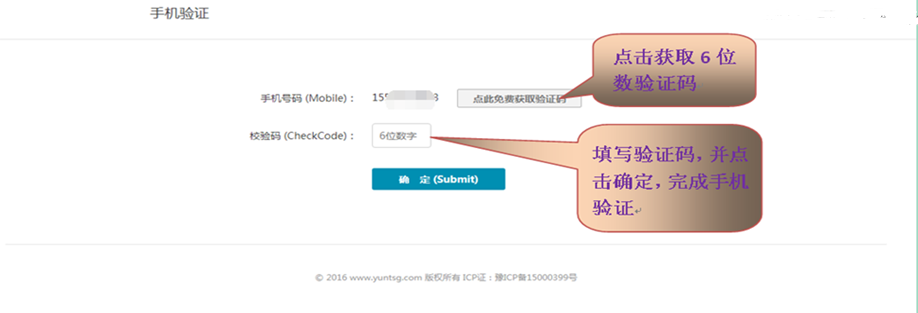 手机验证
点击获取 6 位
数验证码
手机号码 (Mobile)： 15 3 点此免费获取验证码
校验码 (CheckCode)： 6位数字
填写验证码，并点
击确定，完成手机
验证
确 定 (Submit)
© 2016 www.yuntsg.com 版权所有 ICP证：豫ICP备15000399号